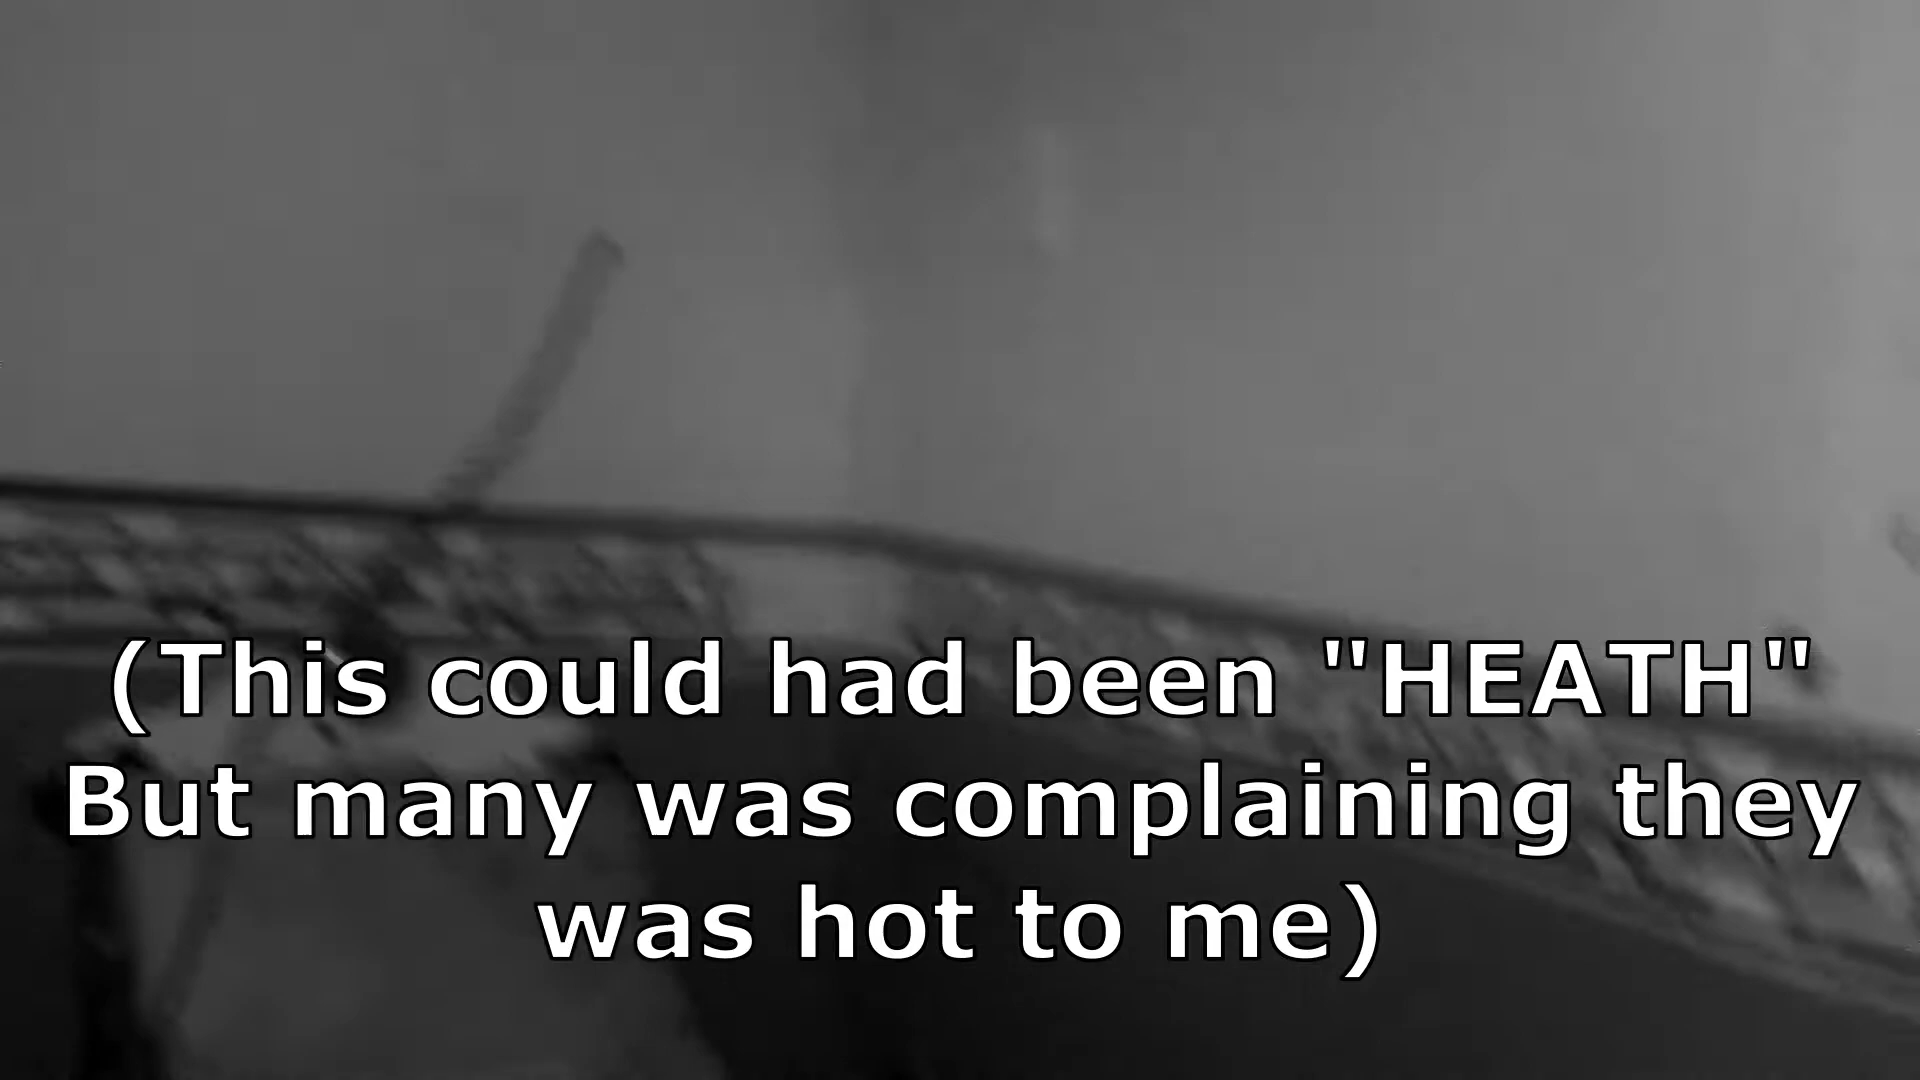 (This could had been "HEATH"
But many was complaining they
was hot to me)